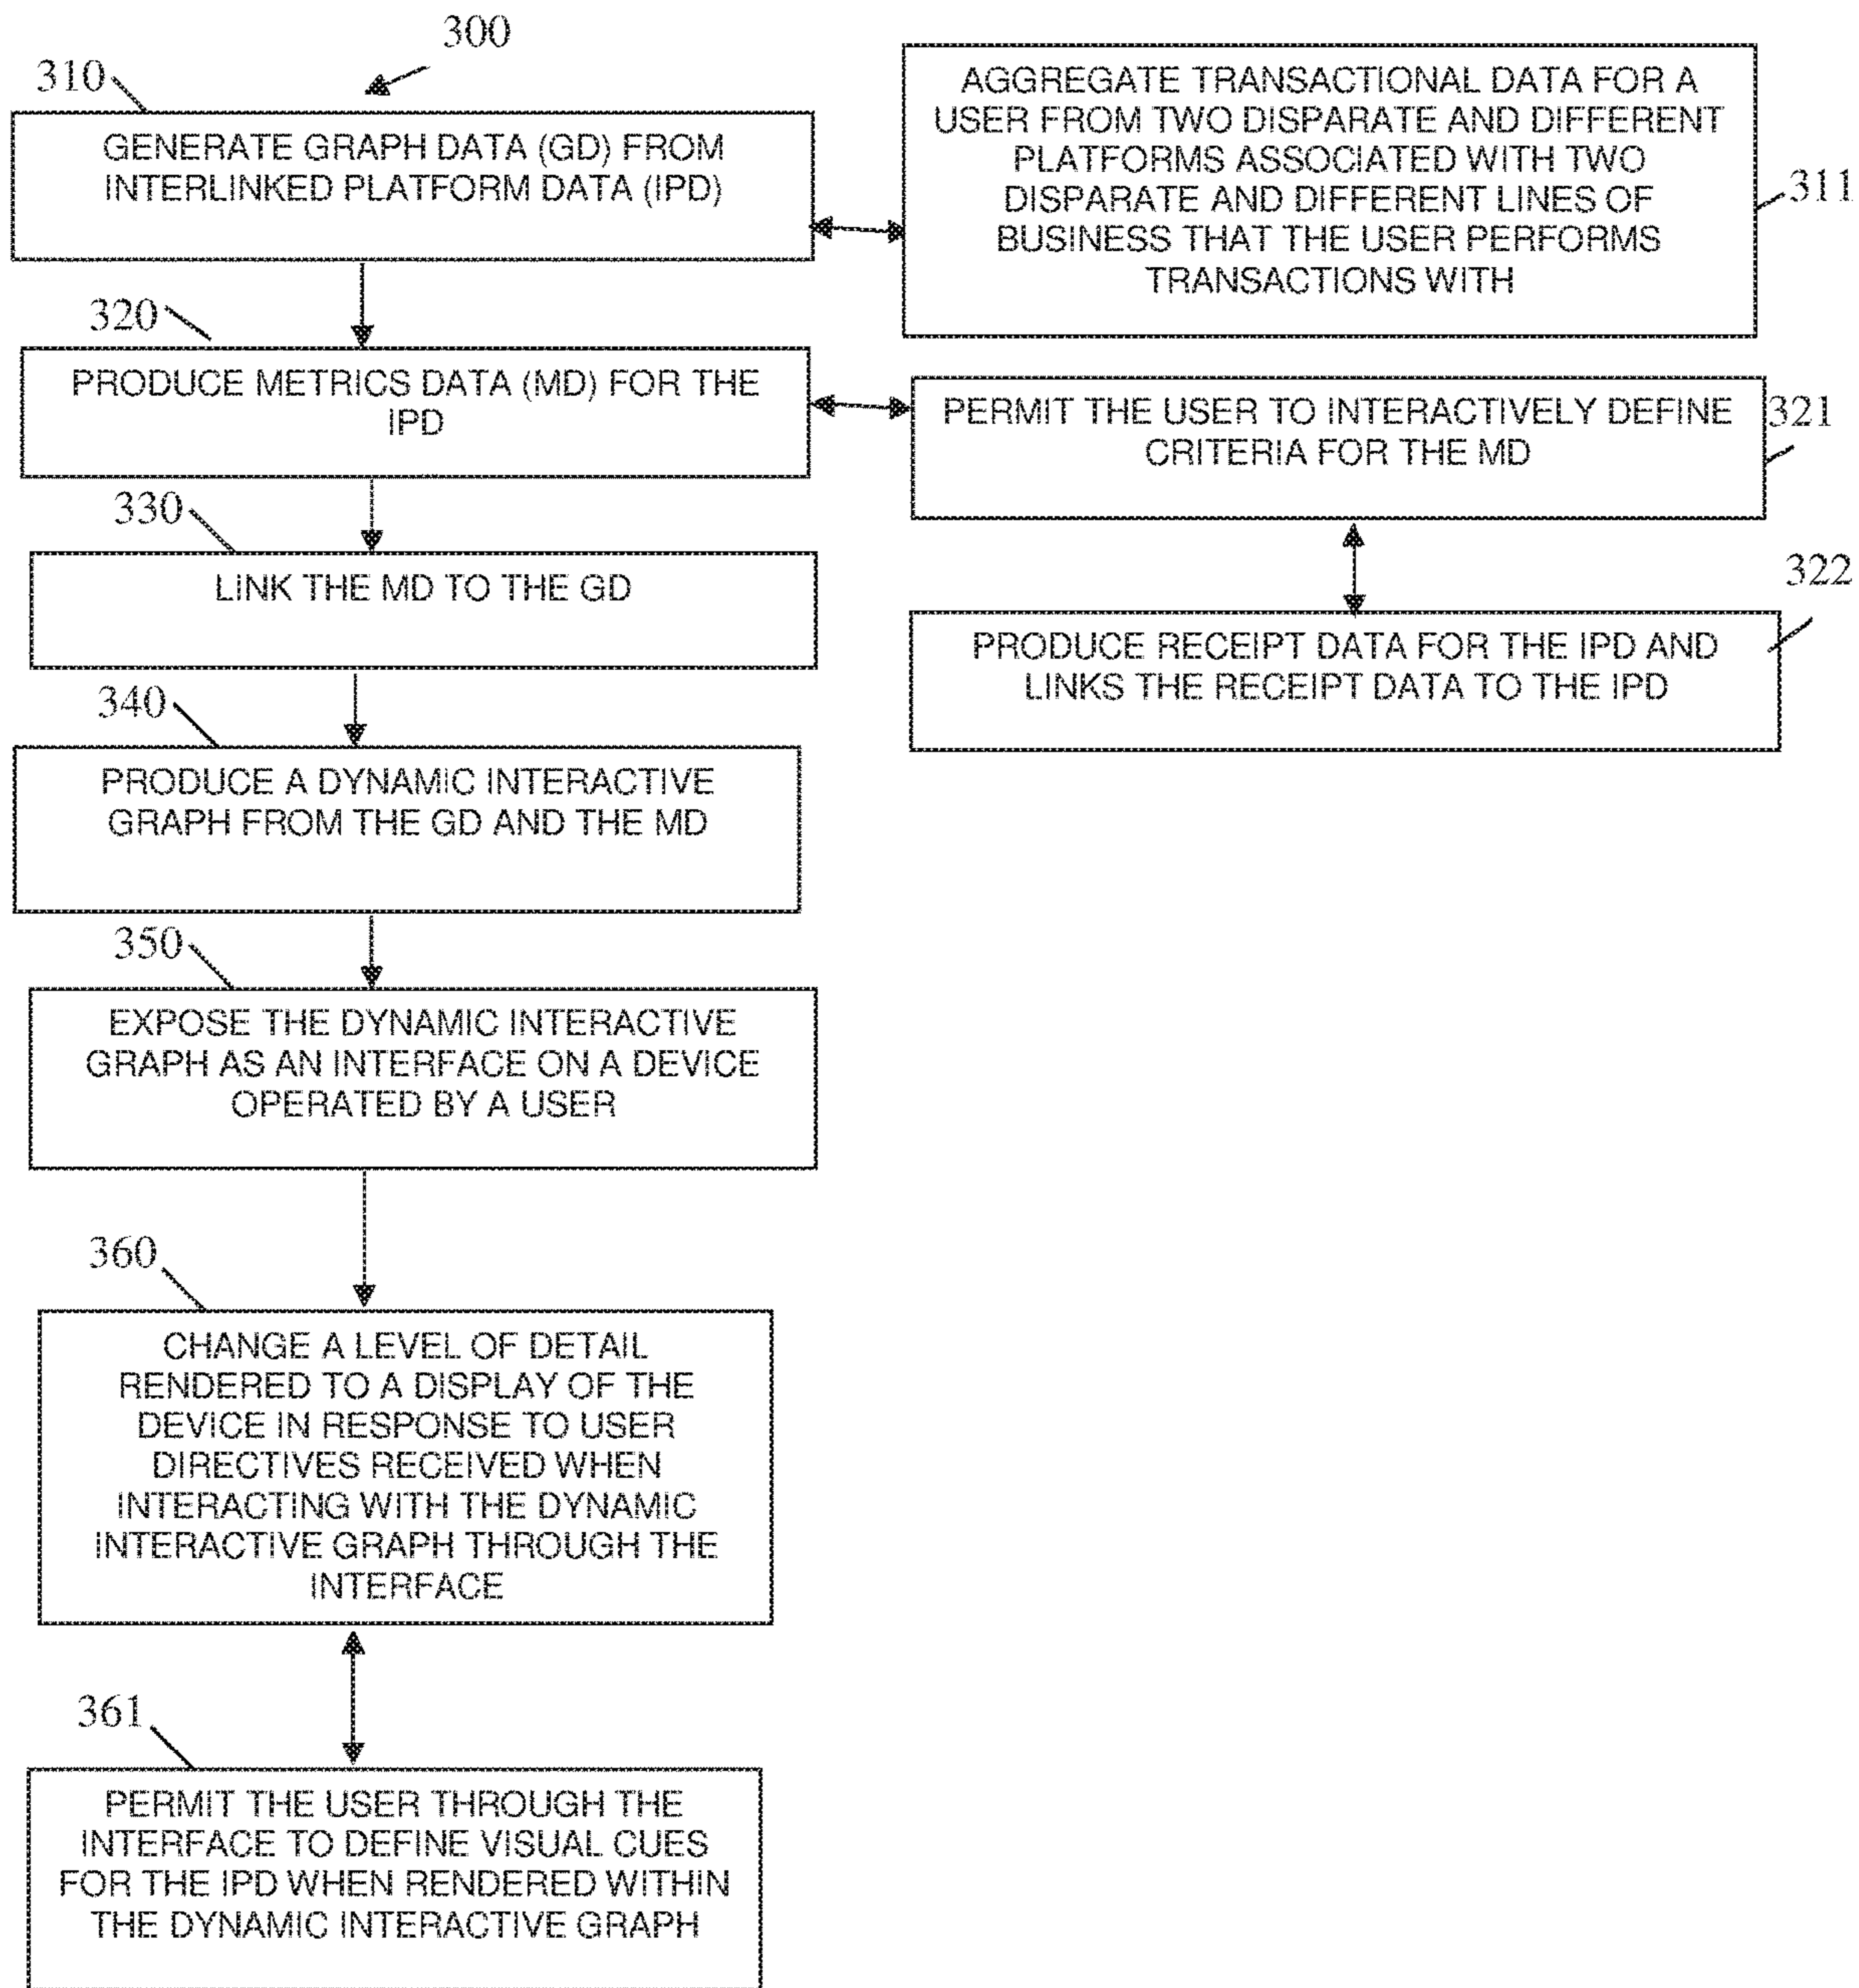 300
310
GENERATE GRAPH DATA (GD) FROM
INTERLINKED PLATFORM DATA (IPD)
AGGREGATE TRANSACTIONAL DATA FOR A
USER FROM TWO DISPARATE AND DIFFERENT
PLATFORMS ASSOCIATED WITH TWO
DISPARATE AND DIFFERENT LINES OF
BUSINESS THAT THE USER PERFORMS
TRANSACTIONS WITH
311
320
PRODUCE METRICS DATA (MD) FOR THE
IPD
PERMIT THE USER TO INTERACTIVELY DEFINE
CRITERIA FOR THE MD
321
330
LINK THE MD TO THE GD
322
PRODUCE RECEIPT DATA FOR THE IPD AND
LINKS THE RECEIPT DATA TO THE IPD
340
PRODUCE A DYNAMIC INTERACTIVE
GRAPH FROM THE GD AND THE MD
350
EXPOSE THE DYNAMIC INTERACTIVE
GRAPH AS AN INTERFACE ON A DEVICE
OPERATED BY A USER
360
CHANGE A LEVEL OF DETAIL
RENDERED TO A DISPLAY OF THE
DEVICE IN RESPONSE TO USER
DIRECTIVES RECEIVED WHEN
INTERACTING WITH THE DYNAMIC
INTERACTIVE GRAPH THROUGH THE
INTERFACE
361
PERMIT THE USER THROUGH THE
INTERFACE TO DEFINE VISUAL CUES
FOR THE IPD WHEN RENDERED WITHIN
THE DYNAMIC INTERACTIVE GRAPH